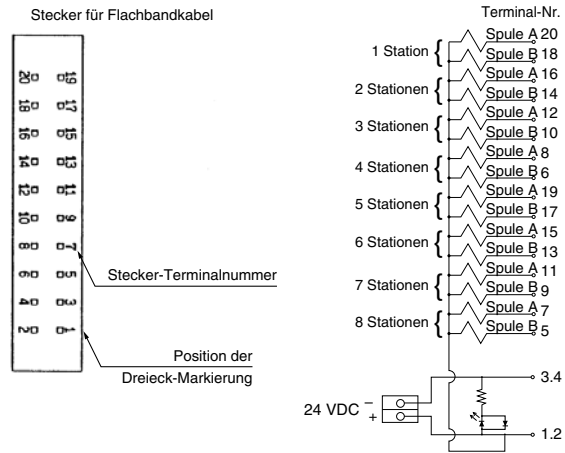 Stecker für Flachbandkabel
20 19
18 17
16 15
14 13
12 11
10 9
8 7
6 5
4 3
2 1
Stecker-Terminalnummer
Position der
Dreieck-Markierung
Terminal-Nr.
1 Station { Spule A 20
Spule B 18
2 Stationen { Spule A 16
Spule B 14
3 Stationen { Spule A 12
Spule B 10
4 Stationen { Spule A 8
Spule B 6
5 Stationen { Spule A 19
Spule B 17
6 Stationen { Spule A 15
Spule B 13
7 Stationen { Spule A 11
Spule B 9
8 Stationen { Spule A 7
Spule B 5
24 VDC − +
3.4
1.2